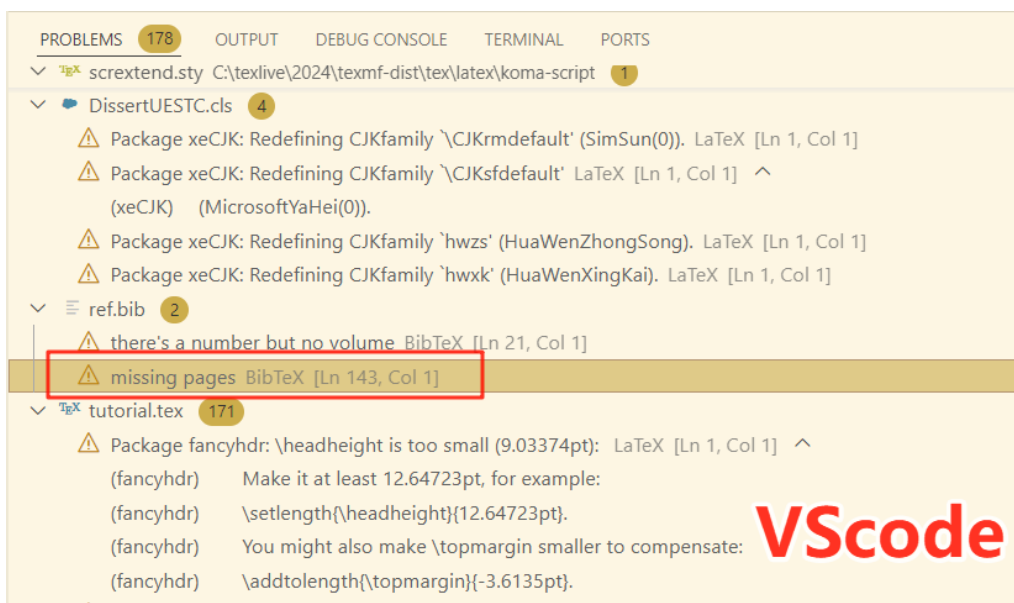 PROBLEMS 178 OUTPUT DEBUG CONSOLE TERMINAL PORTS
TEX scrextend.sty C:\texlive\2024\texmf-dist\tex\latex\koma-script 1
DissertUESTC.cls 4
Package xeCJK: Redefining CJKfamily `\CJKrmdefault' (SimSun(0)). LaTeX [Ln 1, Col 1]
Package xeCJK: Redefining CJKfamily `\CJKsfdefault' LaTeX [Ln 1, Col 1]
(xeCJK) (MicrosoftYaHei(0)).
Package xeCJK: Redefining CJKfamily `hwzs' (HuaWenZhongSong). LaTeX [Ln 1, Col 1]
Package xeCJK: Redefining CJKfamily `hwxk' (HuaWenXingKai). LaTeX [Ln 1, Col 1]
ref.bib 2
there's a number but no volume BibTeX [Ln 21, Col 1]
missing pages BibTeX [Ln 143, Col 1]
TEX tutorial.tex 171
Package fancyhdr: \headheight is too small (9.03374pt): LaTeX [Ln 1, Col 1]
(fancyhdr) Make it at least 12.64723pt, for example:
(fancyhdr) \setlength{\headheight}{12.64723pt}.
(fancyhdr) You might also make \topmargin smaller to compensate:
(fancyhdr) \addtolength{\topmargin}{-3.6135pt}.
VScode